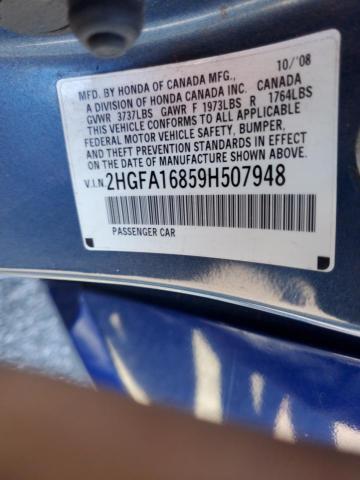 MFD. BY HONDA OF CANADA MFG., 10/'08
A DIVISION OF HONDA CANADA INC. CANADA
GVWR 3737LBS GAWR F 1973LBS R 1764LBS
THIS VEHICLE CONFORMS TO ALL APPLICABLE
FEDERAL MOTOR VEHICLE SAFETY, BUMPER,
AND THEFT PREVENTION STANDARDS IN EFFECT
ON THE DATE OF MANUFACTURE SHOWN ABOVE.
V.I.N. 2HGFA16859H507948
PASSENGER CAR